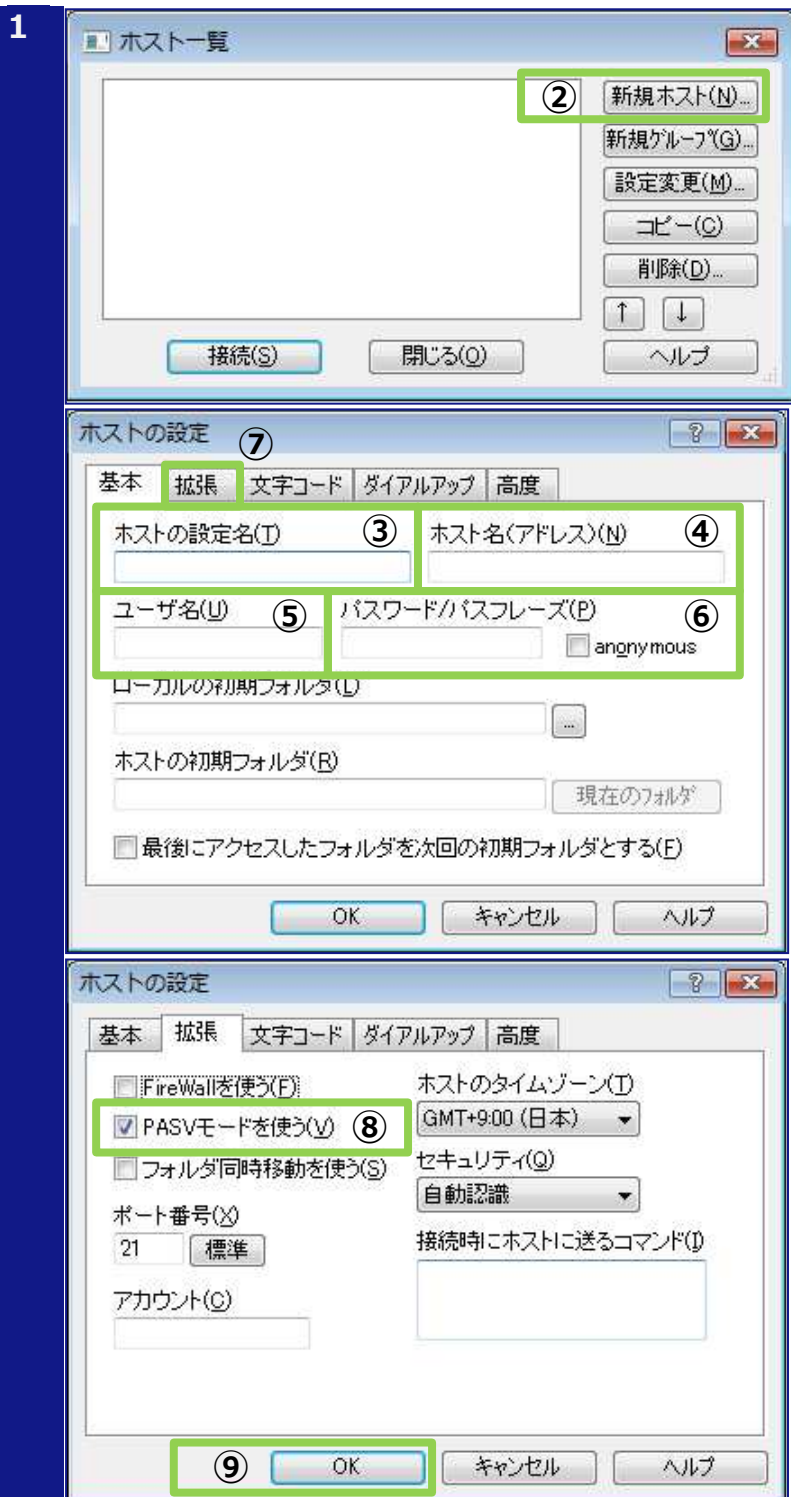 1
ホスト一覧
② 新規ホスト(N)...
新規グループ(G)...
設定変更(M)...
コピー(C)
削除(D)...
↑ ↓
接続(S) 閉じる(O) ヘルプ
ホストの設定
⑦
基本 拡張 文字コード ダイアルアップ 高度
ホストの設定名(T) ③ ホスト名(アドレス)(N) ④
ユーザ名(U) ⑤ パスワード/パスフレーズ(P) ⑥
anonymous
ローカルの初期フォルダ(L)
...
ホストの初期フォルダ(R)
現在のフォルダ
最後にアクセスしたフォルダを次回の初期フォルダとする(F)
OK キャンセル ヘルプ
ホストの設定
基本 拡張 文字コード ダイアルアップ 高度
FireWallを使う(F) ホストのタイムゾーン(T)
PASVモードを使う(V) ⑧ GMT+9:00 (日本)
フォルダ同時移動を使う(S) セキュリティ(Q)
自動認識
ポート番号(X)
21 標準 接続時にホストに送るコマンド(I)
アカウント(C)
⑨ OK キャンセル ヘルプ